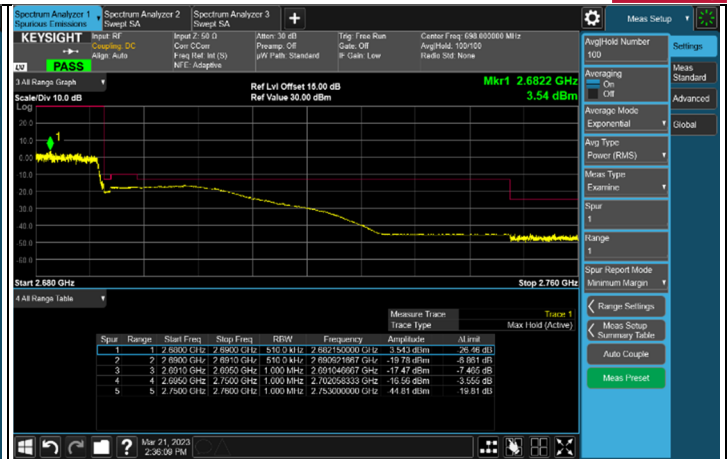 Spectrum Analyzer 1
Spurious Emissions
Spectrum Analyzer 2
Swept SA
Spectrum Analyzer 3
Swept SA
Meas Setup
KEYSIGHT
Input: RF
Coupling: DC
Align: Auto
Input Z: 50 Ω
Corr CCorr
Freq Ref: Int (S)
NFE: Adaptive
Atten: 30 dB
Preamp: Off
µW Path: Standard
Trig: Free Run
Gate: Off
IF Gain: Low
Center Freq: 698.000000 MHz
Avg|Hold: 100/100
Radio Std: None
PASS
3 All Range Graph
Ref Lvl Offset 16.00 dB
Ref Value 30.00 dBm
Mkr1 2.6822 GHz
3.54 dBm
Scale/Div 10.0 dB
Log
20.0
10.0
0.00
-10.0
-20.0
-30.0
-40.0
-50.0
-60.0
1
Start 2.680 GHz
Stop 2.760 GHz
4 All Range Table
Measure Trace Trace 1
Trace Type Max Hold (Active)
Spur Range Start Freq Stop Freq RBW Frequency Amplitude ΔLimit
1 1 2.6800 GHz 2.6900 GHz 510.0 kHz 2.682150000 GHz 3.543 dBm -26.46 dB
2 2 2.6900 GHz 2.6910 GHz 510.0 kHz 2.690921667 GHz -19.78 dBm
3 3 2.6910 GHz 2.6950 GHz 1.000 MHz 2.691046667 GHz -17.47 dBm -7.465 dB
4 4 2.6950 GHz 2.7500 GHz 1.000 MHz 2.702058333 GHz -16.56 dBm -3.555 dB
5 5 2.7500 GHz 2.7600 GHz 1.000 MHz 2.753000000 GHz -44.81 dBm -19.81 dB
Mar 21, 2023
2:36:09 PM
Avg|Hold Number
100
Averaging
On
Off
Average Mode
Exponential
Avg Type
Power (RMS)
Meas Type
Examine
Spur
1
Range
1
Spur Report Mode
Minimum Margin
Range Settings
Meas Setup
Summary Table
Auto Couple
Meas Preset
Settings
Meas
Standard
Advanced
Global